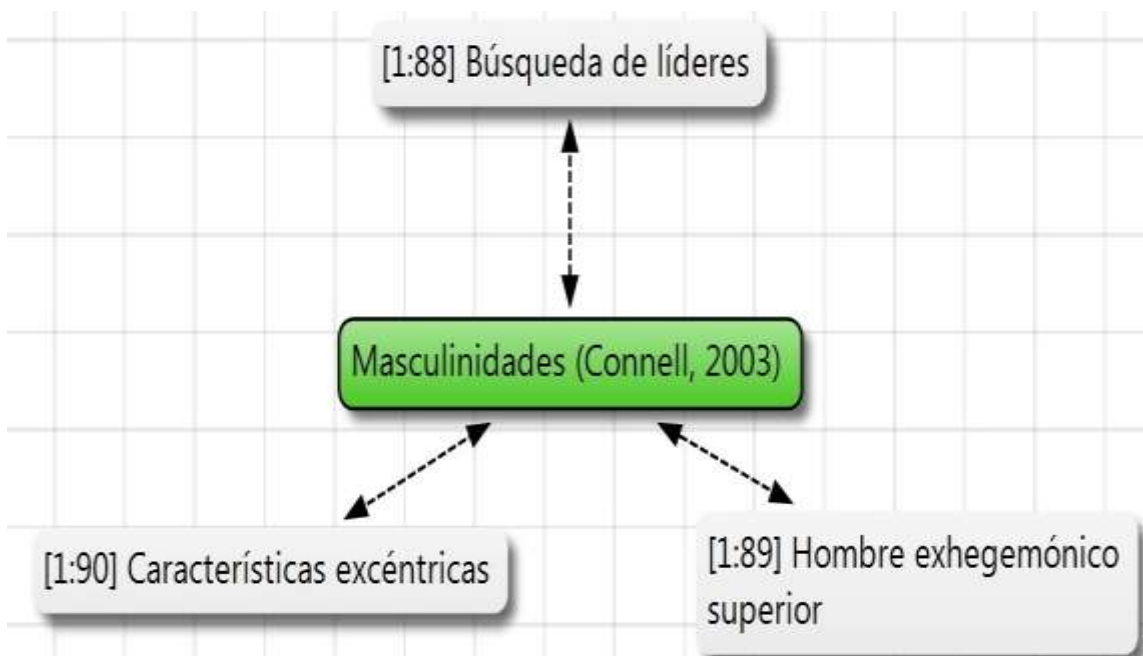 [1:88] Búsqueda de líderes
Masculinidades (Connell, 2003)
[1:90] Características excéntricas
[1:89] Hombre exhegemónico
superior